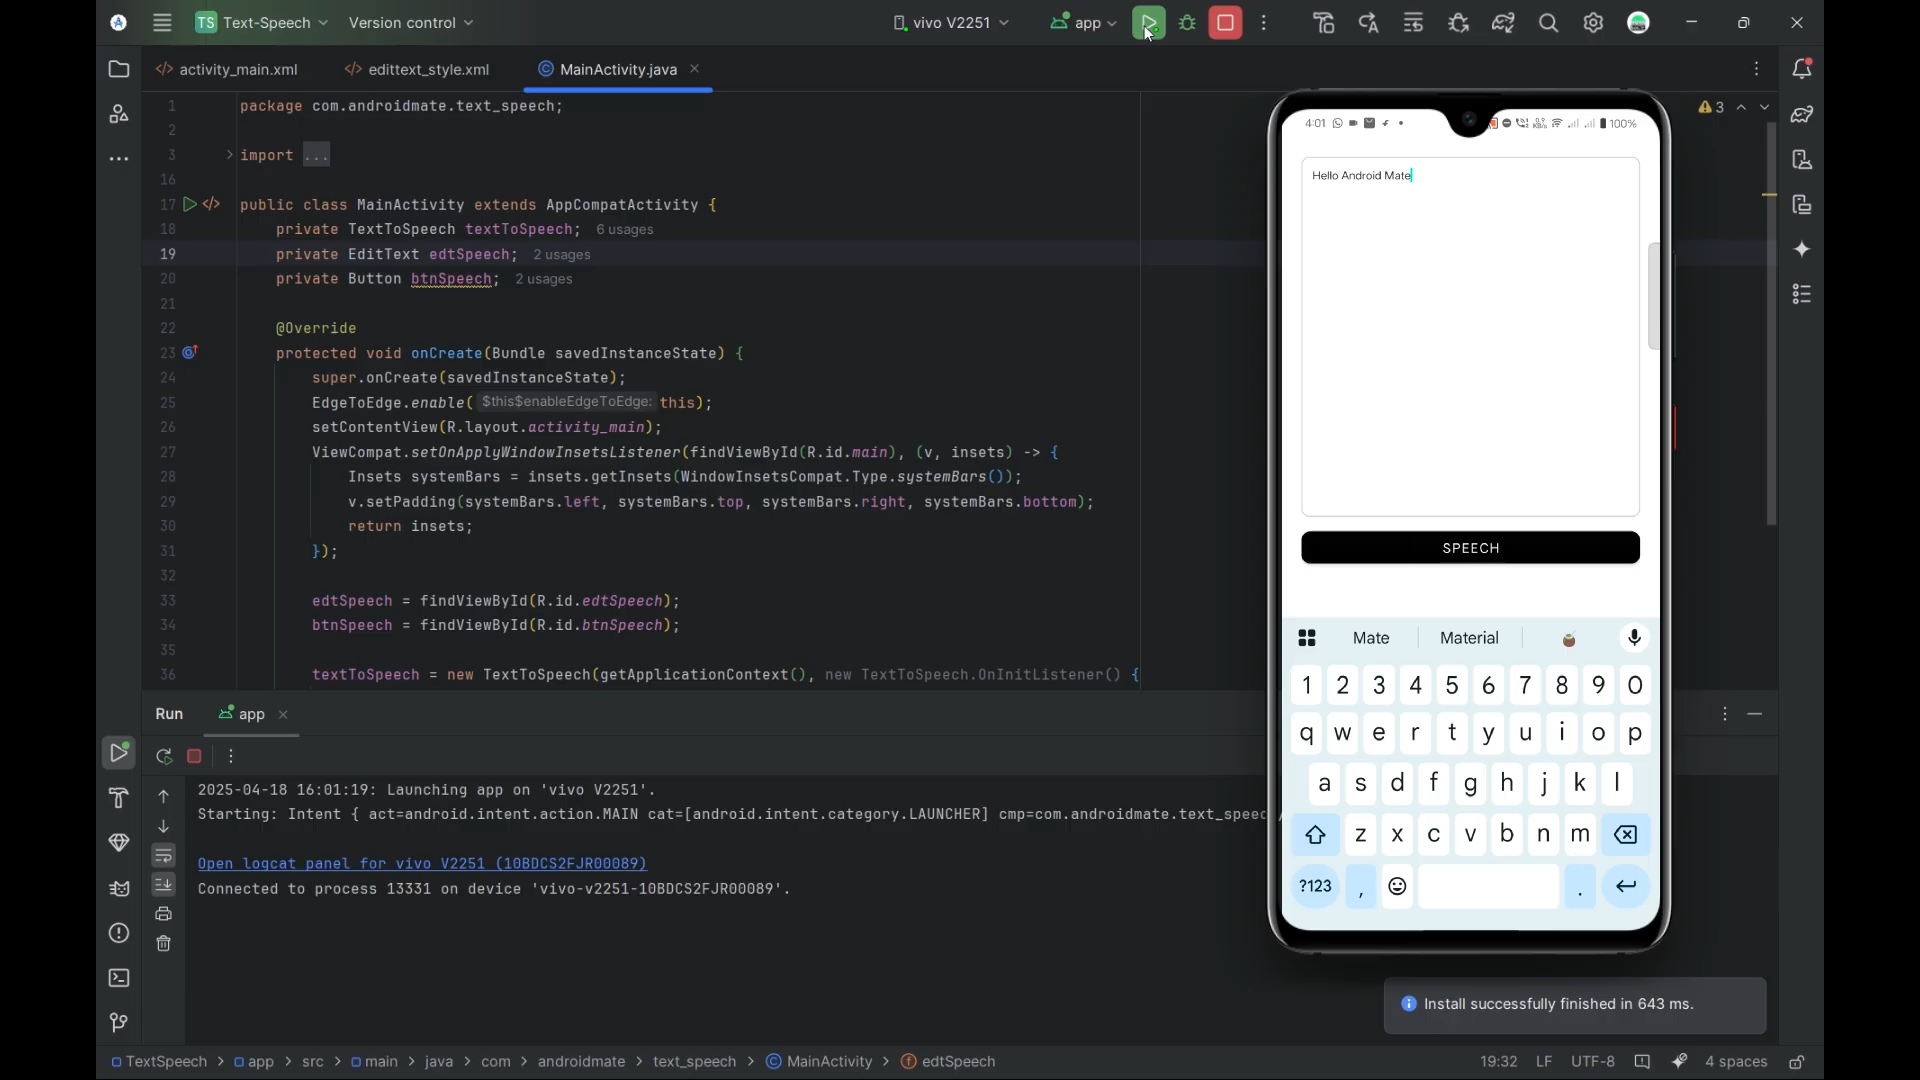 TS Text-Speech
Version control
vivo V2251
app
activity_main.xml
edittext_style.xml
MainActivity.java
3
1 package com.androidmate.text_speech;
2
3 import ...
16
17 public class MainActivity extends AppCompatActivity {
18 private TextToSpeech textToSpeech; 6 usages
19 private EditText edtSpeech; 2 usages
20 private Button btnSpeech; 2 usages
21
22 @Override
23 protected void onCreate(Bundle savedInstanceState) {
24 super.onCreate(savedInstanceState);
25 EdgeToEdge.enable( $this$enableEdgeToEdge: this);
26 setContentView(R.layout.activity_main);
27 ViewCompat.setOnApplyWindowInsetsListener(findViewById(R.id.main), (v, insets) -> {
28 Insets systemBars = insets.getInsets(WindowInsetsCompat.Type.systemBars());
29 v.setPadding(systemBars.left, systemBars.top, systemBars.right, systemBars.bottom);
30 return insets;
31 });
32
33 edtSpeech = findViewById(R.id.edtSpeech);
34 btnSpeech = findViewById(R.id.btnSpeech);
35
36 textToSpeech = new TextToSpeech(getApplicationContext(), new TextToSpeech.OnInitListener() {
4:01
100%
Hello Android Mate
SPEECH
Mate
Material
1 2 3 4 5 6 7 8 9 0
q w e r t y u i o p
a s d f g h j k l
z x c v b n m
?123 , .
Run
app
2025-04-18 16:01:19: Launching app on 'vivo V2251'.
Starting: Intent { act=android.intent.action.MAIN cat=[android.intent.category.LAUNCHER] cmp=com.androidmate.text_speec
Open logcat panel for vivo V2251 (10BDCS2FJR00089)
Connected to process 13331 on device 'vivo-v2251-10BDCS2FJR00089'.
Install successfully finished in 643 ms.
TextSpeech > app > src > main > java > com > androidmate > text_speech > MainActivity > edtSpeech
19:32 LF UTF-8 4 spaces